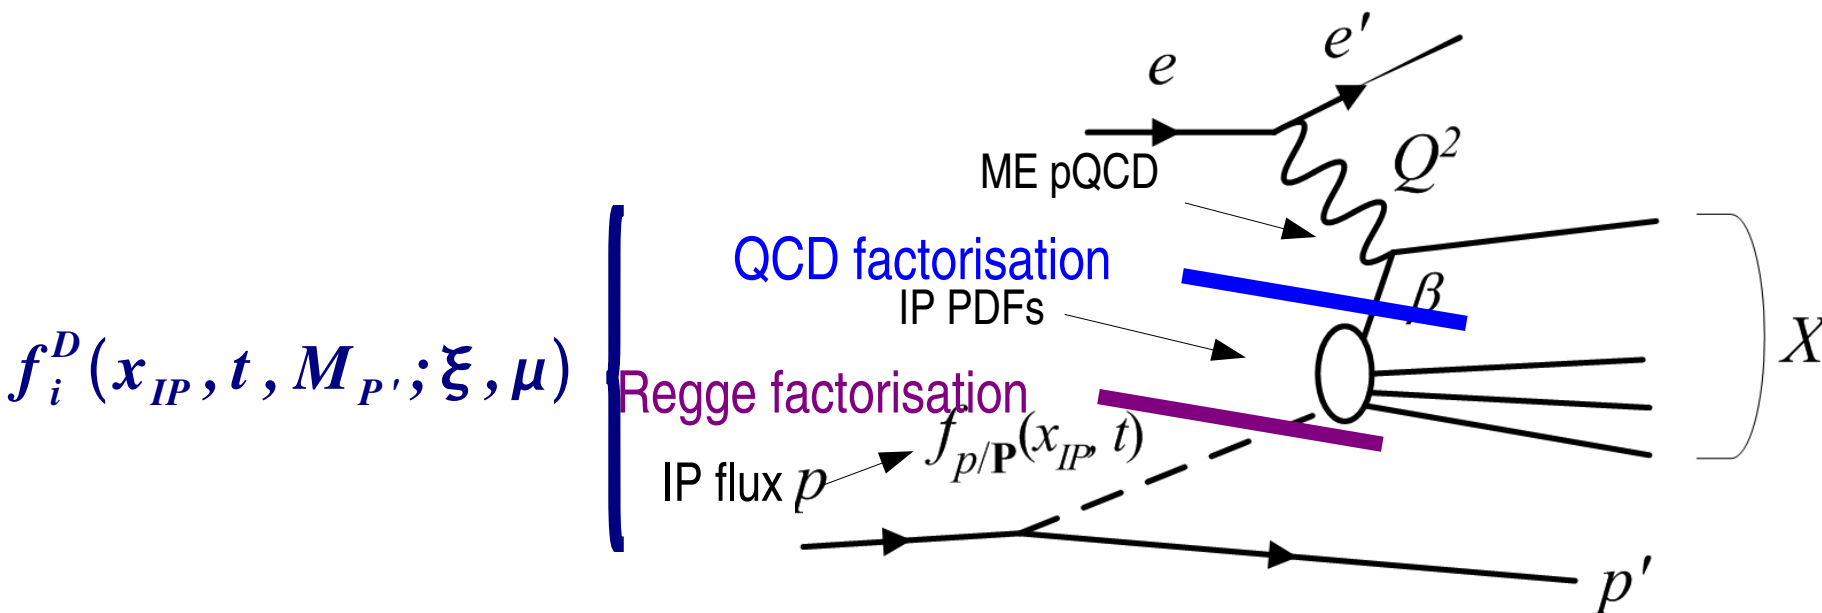 e
e'
ME pQCD
Q²
QCD factorisation
β
IP PDFs
X
f_i^D(x_IP, t, M_P'; ξ, μ)
Regge factorisation
f_p/P(x_IP, t)
IP flux p
p'